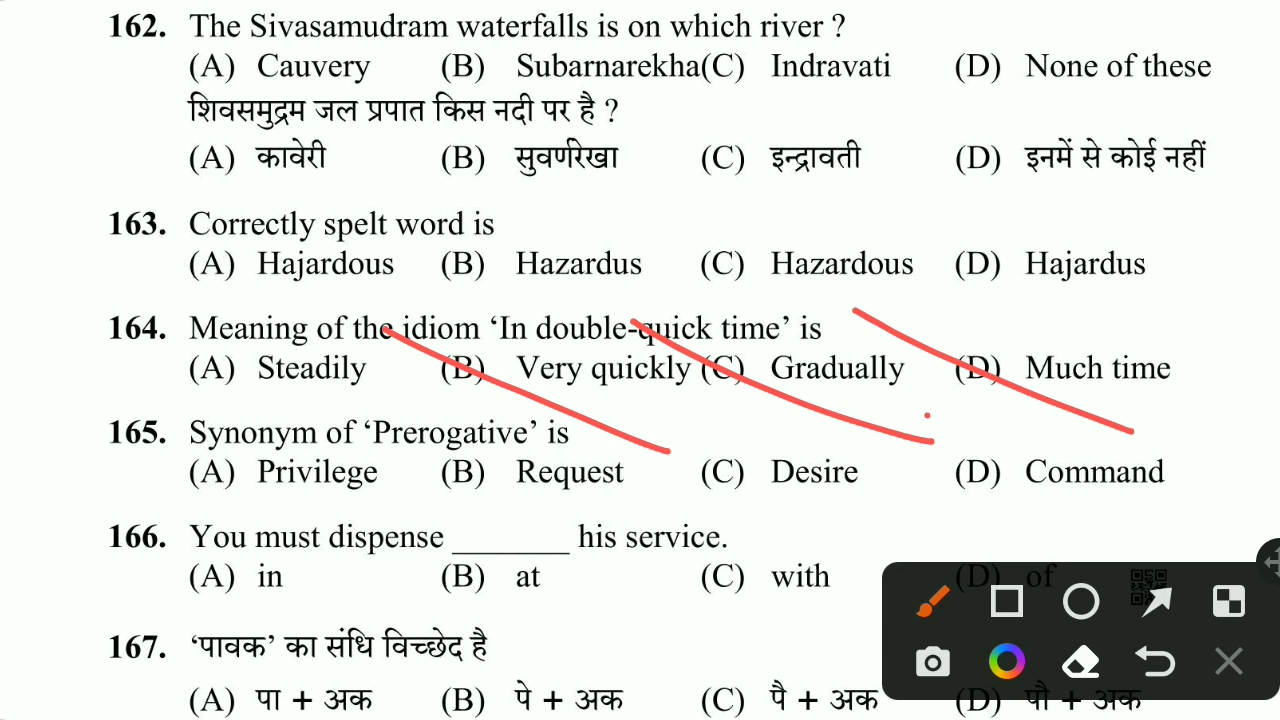 162. The Sivasamudram waterfalls is on which river ?
(A) Cauvery (B) Subarnarekha (C) Indravati (D) None of these
शिवसमुद्रम जल प्रपात किस नदी पर है ?
(A) कावेरी (B) सुवर्णरेखा (C) इन्द्रावती (D) इनमें से कोई नहीं
163. Correctly spelt word is
(A) Hajardous (B) Hazardus (C) Hazardous (D) Hajardus
164. Meaning of the idiom ‘In double-quick time’ is
(A) Steadily (B) Very quickly (C) Gradually (D) Much time
165. Synonym of ‘Prerogative’ is
(A) Privilege (B) Request (C) Desire (D) Command
166. You must dispense _______ his service.
(A) in (B) at (C) with (D) of
167. ‘पावक’ का संधि विच्छेद है
(A) पा + अक (B) पे + अक (C) पै + अक (D) पौ + अक